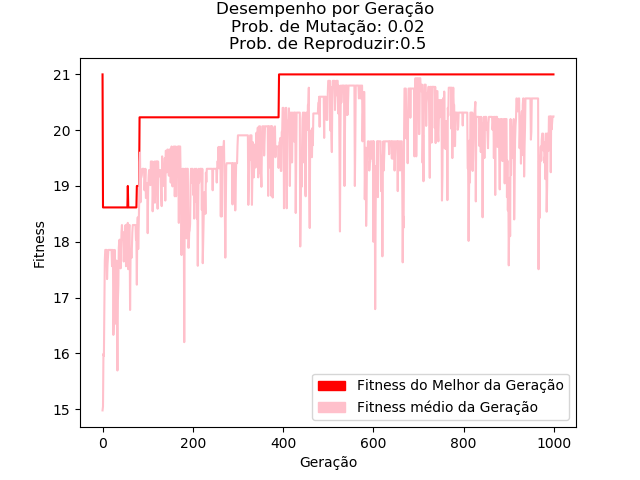 Desempenho por Geração
Prob. de Mutação: 0.02
Prob. de Reproduzir:0.5
21
20
19
18
17
16
15
Fitness
Fitness do Melhor da Geração
Fitness médio da Geração
0
200
400
600
800
1000
Geração